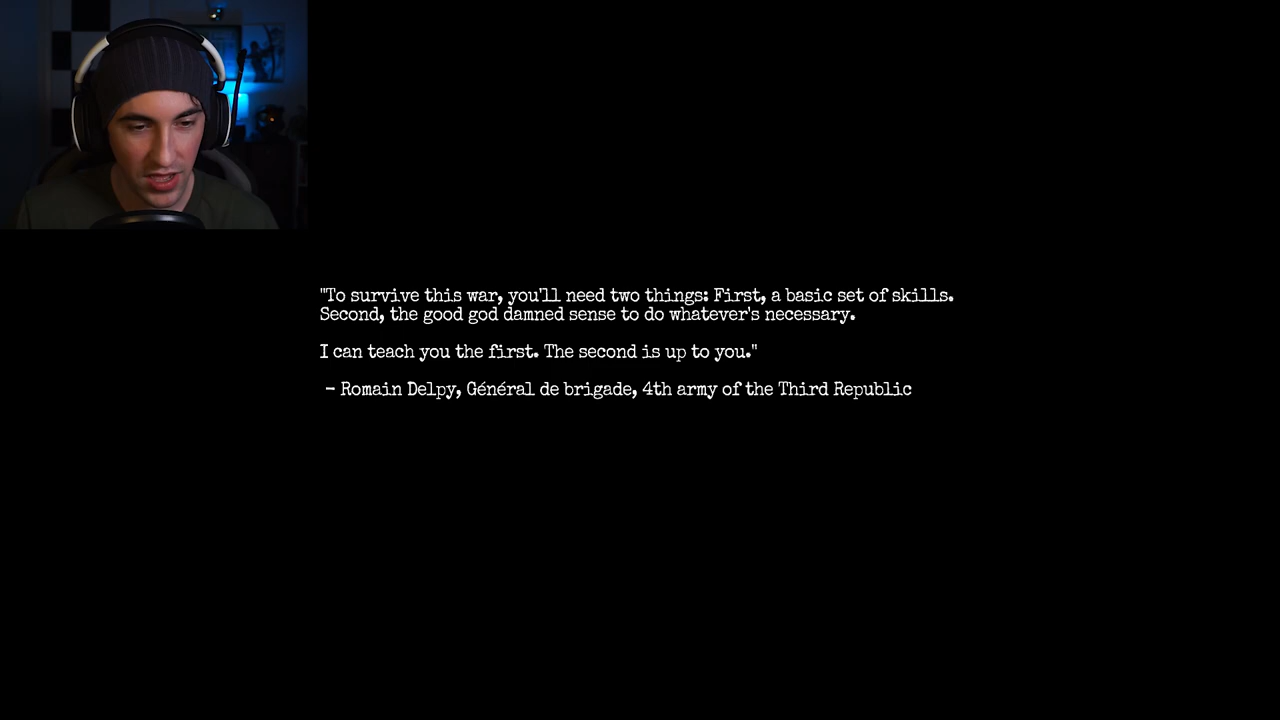 "To survive this war, you'll need two things: First, a basic set of skills.
Second, the good god damned sense to do whatever's necessary.
I can teach you the first. The second is up to you."
– Romain Delpy, Général de brigade, 4th army of the Third Republic